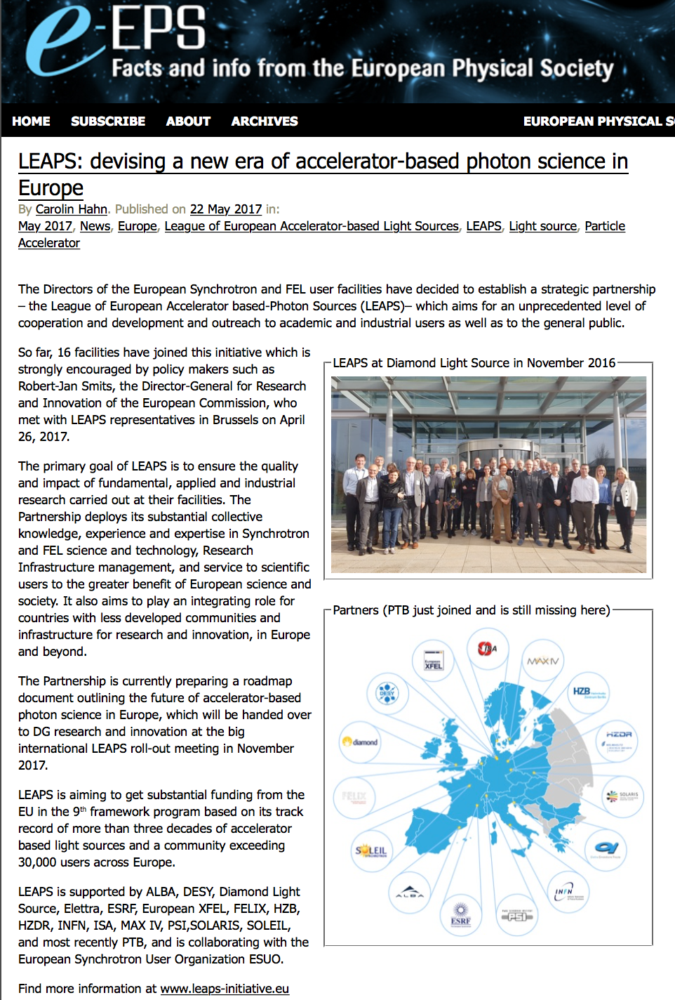 e-EPS
Facts and info from the European Physical Society
HOME SUBSCRIBE ABOUT ARCHIVES EUROPEAN PHYSICAL
LEAPS: devising a new era of accelerator-based photon science in
Europe
By Carolin Hahn. Published on 22 May 2017 in:
May 2017, News, Europe, League of European Accelerator-based Light Sources, LEAPS, Light source, Particle
Accelerator
The Directors of the European Synchrotron and FEL user facilities have decided to establish a strategic partnership
– the League of European Accelerator based-Photon Sources (LEAPS)– which aims for an unprecedented level of
cooperation and development and outreach to academic and industrial users as well as to the general public.
So far, 16 facilities have joined this initiative which is
strongly encouraged by policy makers such as
Robert-Jan Smits, the Director-General for Research
and Innovation of the European Commission, who
met with LEAPS representatives in Brussels on April
26, 2017.
The primary goal of LEAPS is to ensure the quality
and impact of fundamental, applied and industrial
research carried out at their facilities. The
Partnership deploys its substantial collective
knowledge, experience and expertise in Synchrotron
and FEL science and technology, Research
Infrastructure management, and service to scientific
users to the greater benefit of European science and
society. It also aims to play an integrating role for
countries with less developed communities and
infrastructure for research and innovation, in Europe
and beyond.
The Partnership is currently preparing a roadmap
document outlining the future of accelerator-based
photon science in Europe, which will be handed over
to DG research and innovation at the big
international LEAPS roll-out meeting in November
2017.
LEAPS is aiming to get substantial funding from the
EU in the 9th framework program based on its track
record of more than three decades of accelerator
based light sources and a community exceeding
30,000 users across Europe.
LEAPS is supported by ALBA, DESY, Diamond Light
Source, Elettra, ESRF, European XFEL, FELIX, HZB,
HZDR, INFN, ISA, MAX IV, PSI,SOLARIS, SOLEIL,
and most recently PTB, and is collaborating with the
European Synchrotron User Organization ESUO.
Find more information at www.leaps-initiative.eu
LEAPS at Diamond Light Source in November 2016
Partners (PTB just joined and is still missing here)
ISA
European
XFEL
MAX IV
DESY
HZB
diamond
HZDR
FELIX
SOLARIS
SOLEIL
SYNCHROTRON
ALBA
INFN
ESRF
PSI